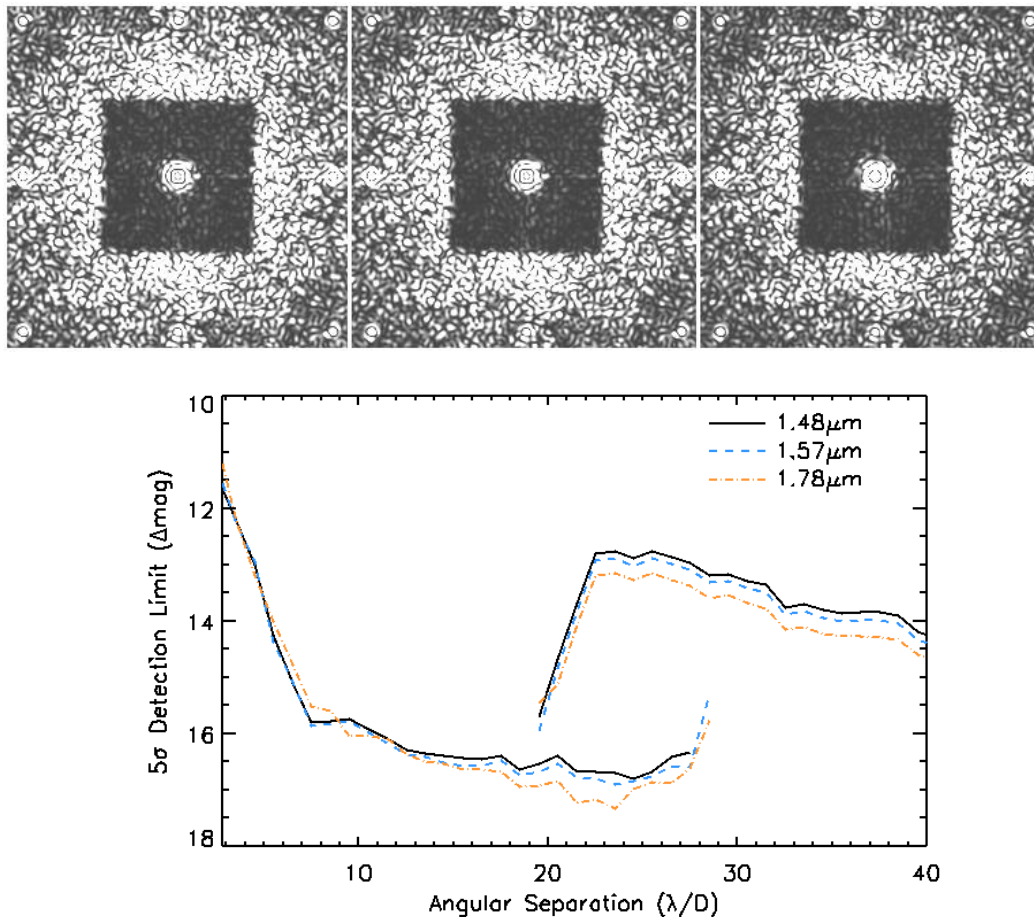 10
12
14
16
18
5σ Detection Limit (Δmag)
1.48μm
1.57μm
1.78μm
10 20 30 40
Angular Separation (λ/D)